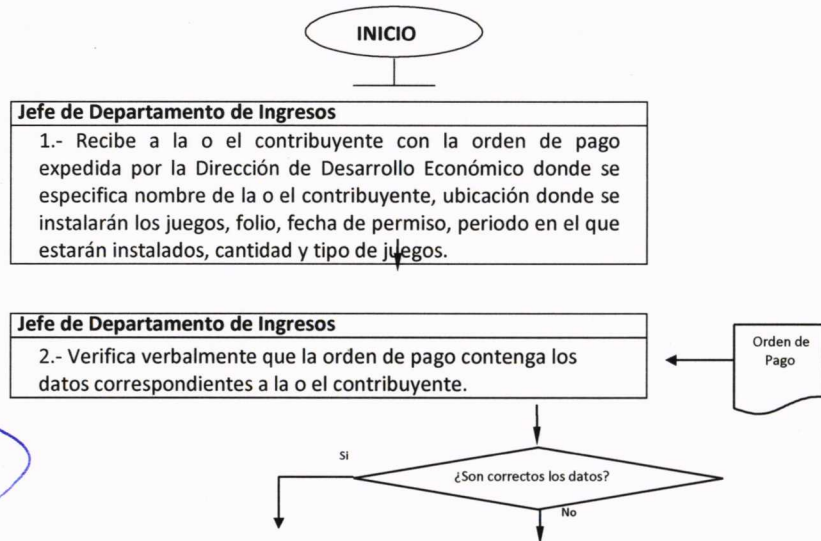 INICIO
Jefe de Departamento de Ingresos
1.- Recibe a la o el contribuyente con la orden de pago
expedida por la Dirección de Desarrollo Económico donde se
especifica nombre de la o el contribuyente, ubicación donde se
instalarán los juegos, folio, fecha de permiso, periodo en el que
estarán instalados, cantidad y tipo de juegos.
Jefe de Departamento de Ingresos
2.- Verifica verbalmente que la orden de pago contenga los
datos correspondientes a la o el contribuyente.
Orden de
Pago
Si
¿Son correctos los datos?
No